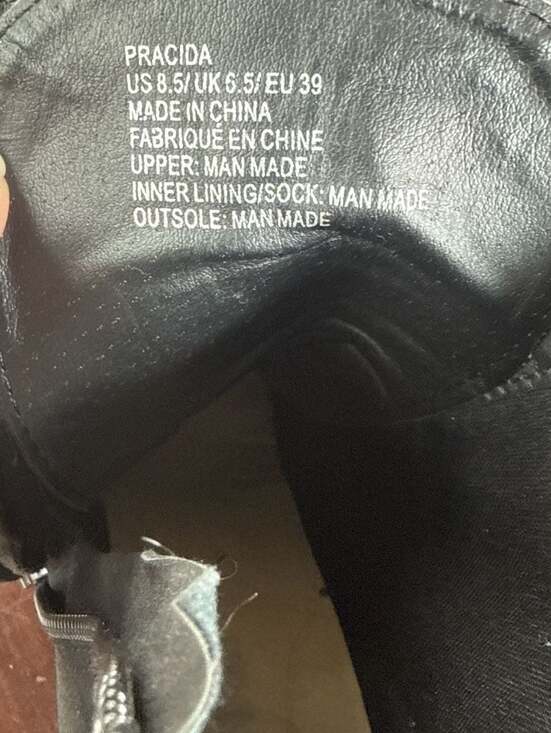 PRACIDA
US 8.5/ UK 6.5/ EU 39
MADE IN CHINA
FABRIQUÉ EN CHINE
UPPER: MAN MADE
INNER LINING/SOCK: MAN MADE
OUTSOLE: MAN MADE